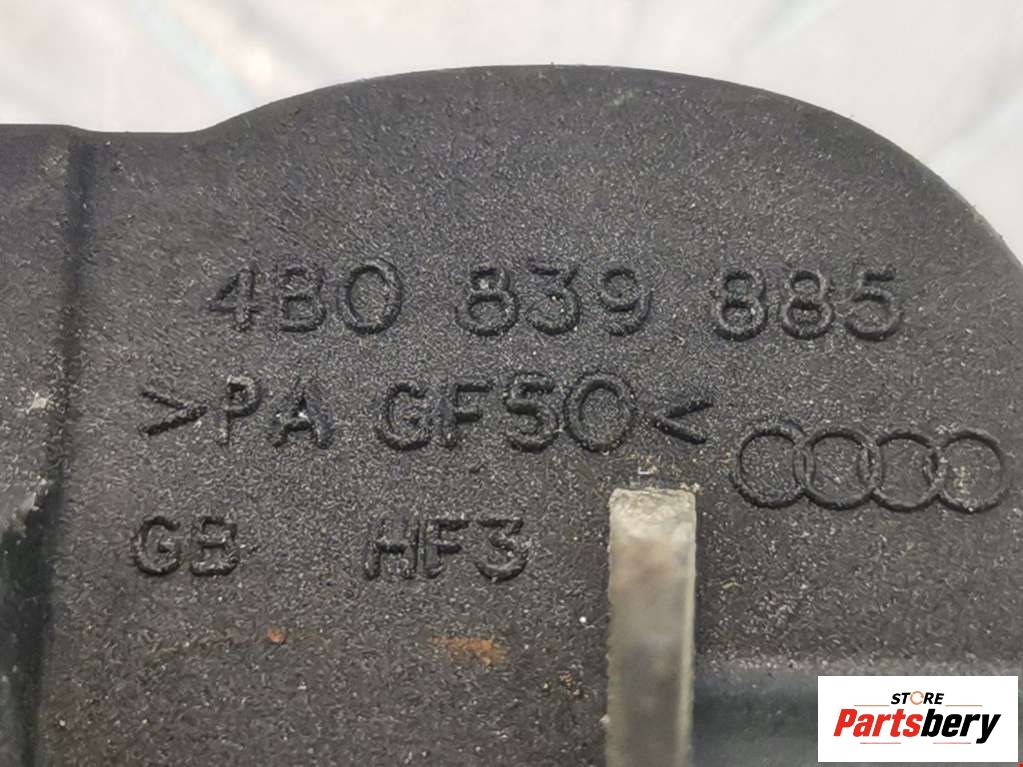 4B0 839 885
>PA GF50<
GB HF3
STORE
Partsbery